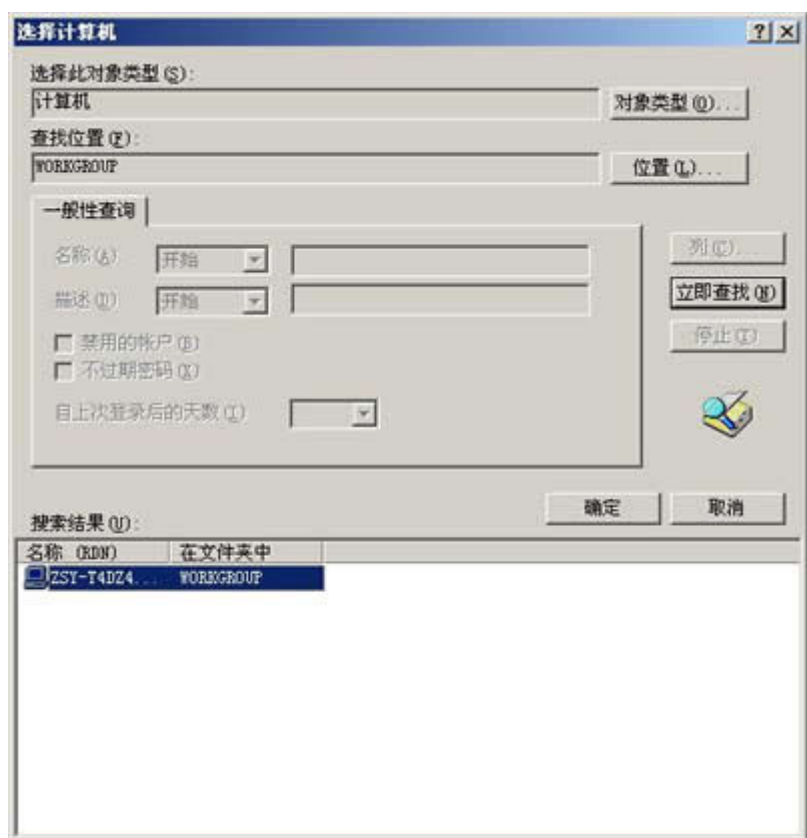 选择计算机
选择此对象类型(S):
计算机
对象类型(O)...
查找位置(F):
WORKGROUP
位置(L)...
一般性查询
名称(A)
开始
列(C)...
描述(D)
开始
立即查找(N)
禁用的帐户(B)
停止(T)
不过期密码(X)
自上次登录后的天数(I)
确定
取消
搜索结果(U):
名称 (RDN)
在文件夹中
ZSY-T4DZ4...
WORKGROUP